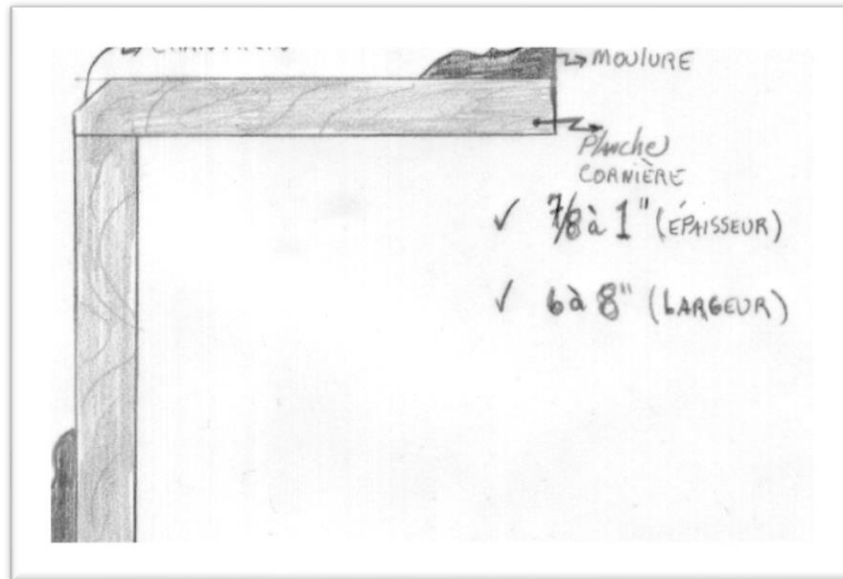 MOULURE
Planche
CORNIÈRE
✓ 7/8 à 1" (ÉPAISSEUR)
✓ 6 à 8" (LARGEUR)